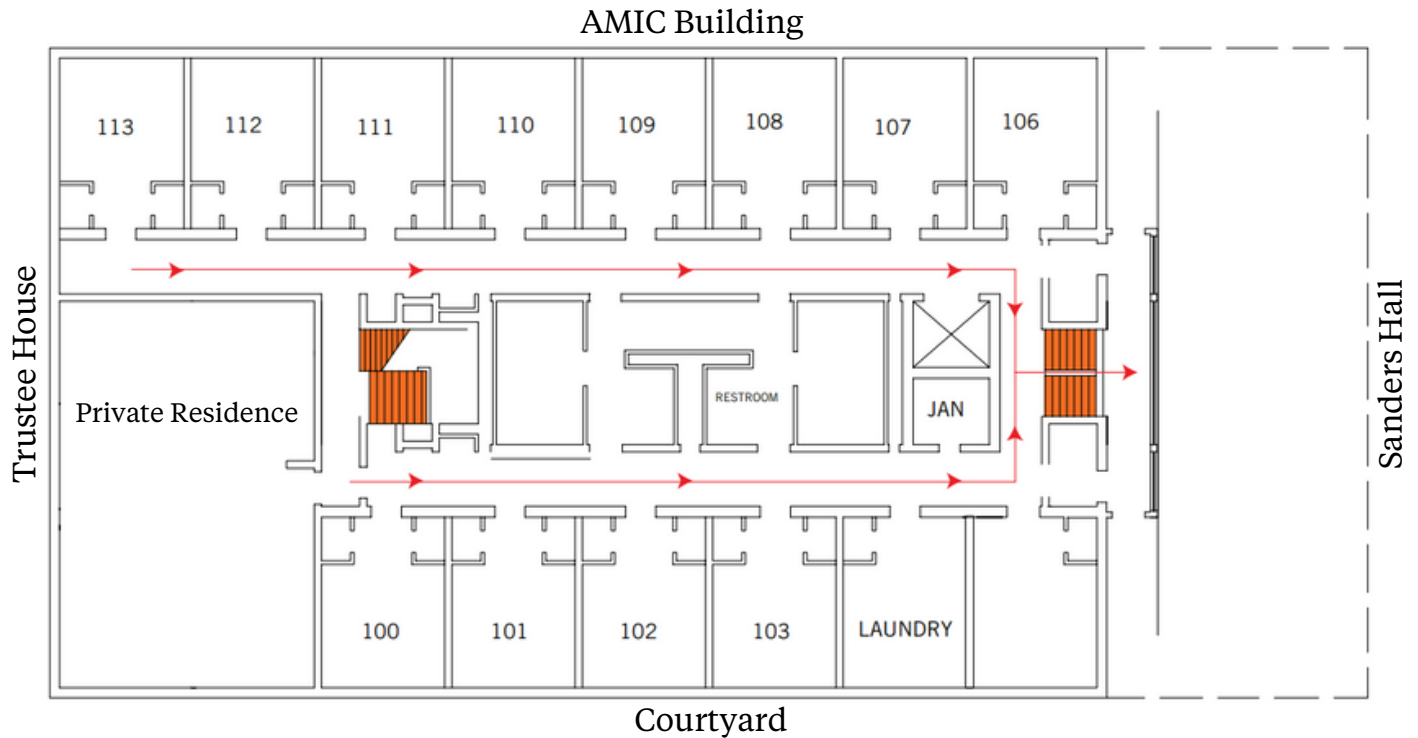 AMIC Building
113
112
111
110
109
108
107
106
Trustee House
Private Residence
RESTROOM
JAN
Sanders Hall
100
101
102
103
LAUNDRY
Courtyard